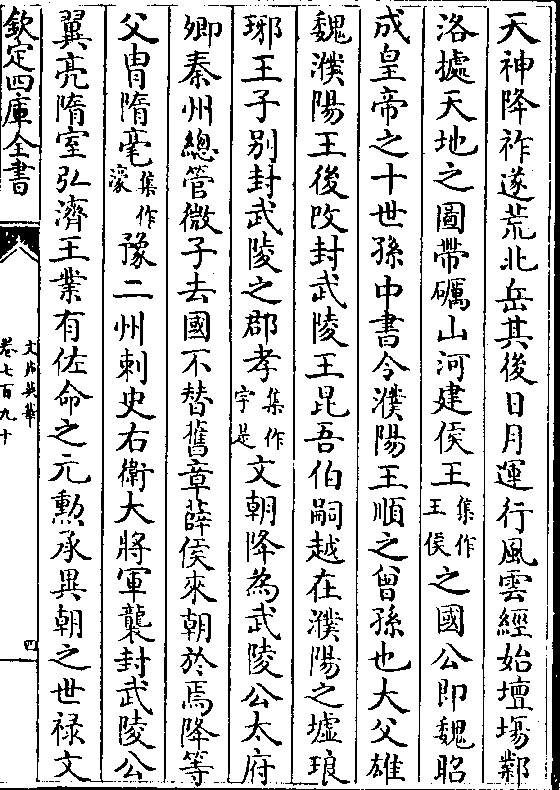 天神降祚遂荒北岳其後日月運行風雲經始壇塲鄴
洛攄天地之圖帶礪山河建侯王集作王侯之國公即魏昭
成皇帝之十世孫中書令濮陽王順之曾孫也大父雄
魏濮陽王後改封武陵王昆吾伯嗣越在濮陽之墟琅
琊王子别封武陵之郡孝集作字是文朝降為武陵公太府
卿秦州總管微子去國不替舊章薛侯來朝於焉降等
父胄隋亳集作濠豫二州刺史右衛大將軍襲封武陵公
翼亮隋室弘濟王業有佐命之元勲承異朝之世禄文
欽定四庫全書
文苑英華
卷七百九十
四